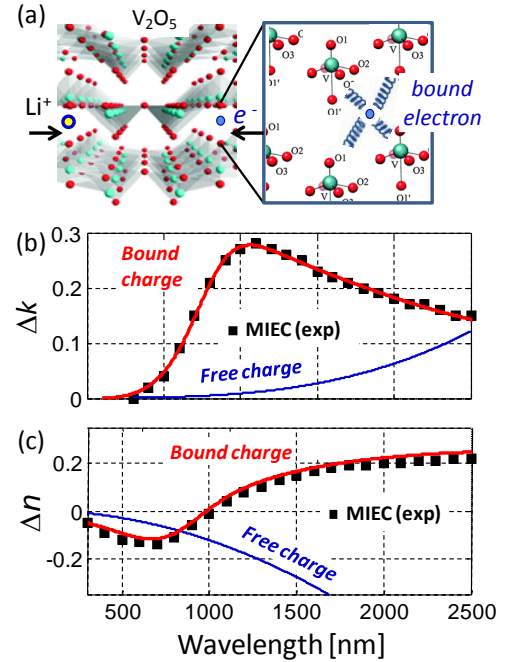 (a)
V₂O₅
Li⁺
e⁻
bound
electron
O1
O3
V
O2
O1'
O1
O3
V
O2
O1'
O1
O2
V
O1'
O1
O2
V
O1'
(b)
0.3
0.2
0.1
0
Δk
Bound
charge
MIEC (exp)
Free charge
(c)
0.2
0
-0.2
Δn
Bound charge
MIEC (exp)
Free charge
500 1000 1500 2000 2500
Wavelength [nm]